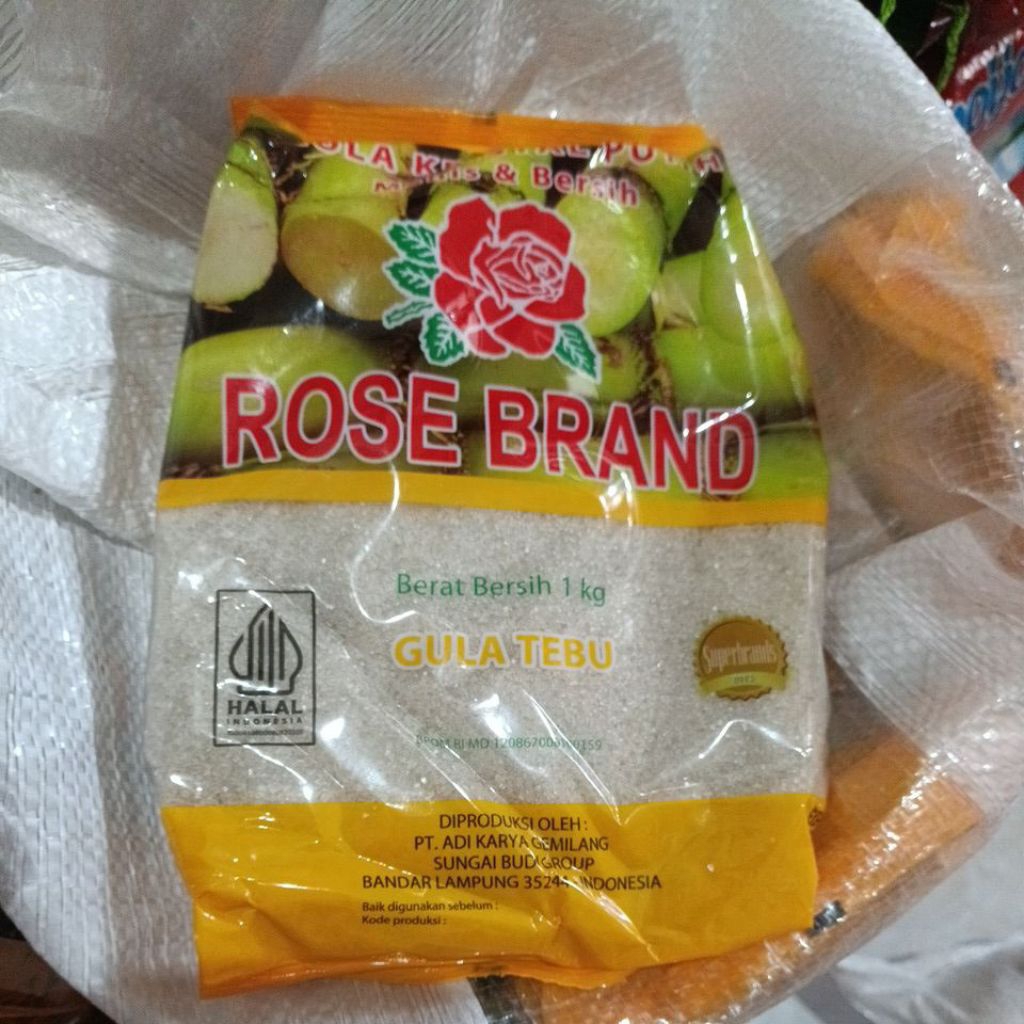 Bersih
ROSE BRAND
Berat Bersih 1 kg
GULA TEBU
HALAL
INDONESIA
Superbrands
DIPRODUKSI OLEH :
PT. ADI KARYA GEMILANG
SUNGAI BUDI GROUP
BANDAR LAMPUNG 35244 INDONESIA
Baik digunakan sebelum :
Kode produksi :